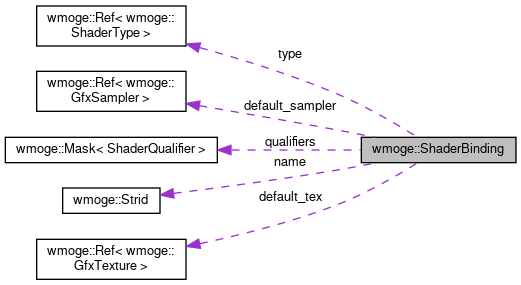 wmoge::Ref< wmoge::
ShaderType >
type
wmoge::Ref< wmoge::
GfxSampler >
default_sampler
wmoge::Mask< ShaderQualifier >
qualifiers
wmoge::ShaderBinding
name
wmoge::Strid
default_tex
wmoge::Ref< wmoge::
GfxTexture >